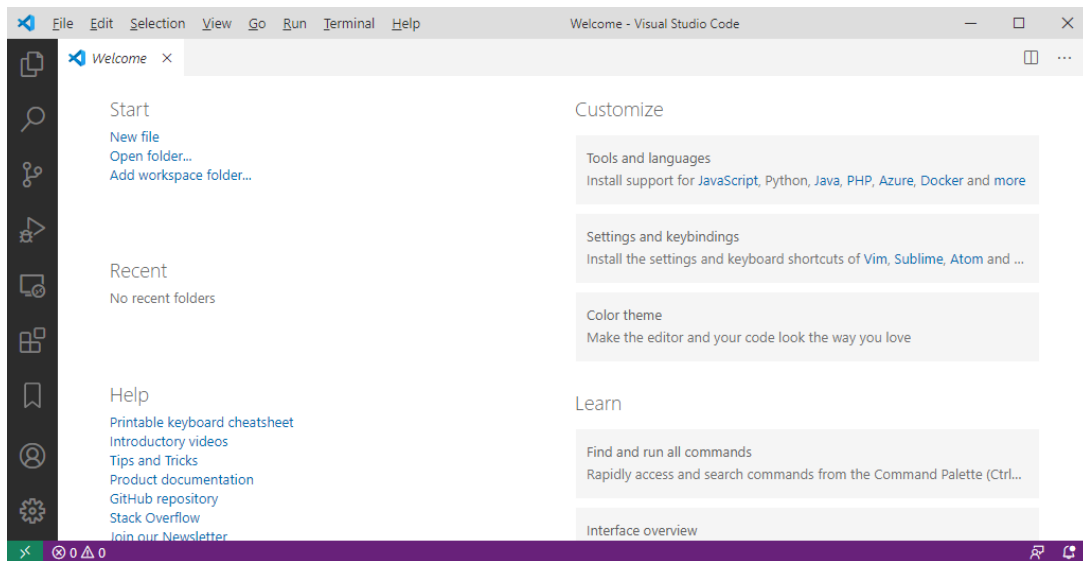 File Edit Selection View Go Run Terminal Help Welcome - Visual Studio Code
Welcome
Start
New file
Open folder...
Add workspace folder...
Recent
No recent folders
Help
Printable keyboard cheatsheet
Introductory videos
Tips and Tricks
Product documentation
GitHub repository
Stack Overflow
Join our Newsletter
Customize
Tools and languages
Install support for JavaScript, Python, Java, PHP, Azure, Docker and more
Settings and keybindings
Install the settings and keyboard shortcuts of Vim, Sublime, Atom and ...
Color theme
Make the editor and your code look the way you love
Learn
Find and run all commands
Rapidly access and search commands from the Command Palette (Ctrl...
Interface overview
0 0